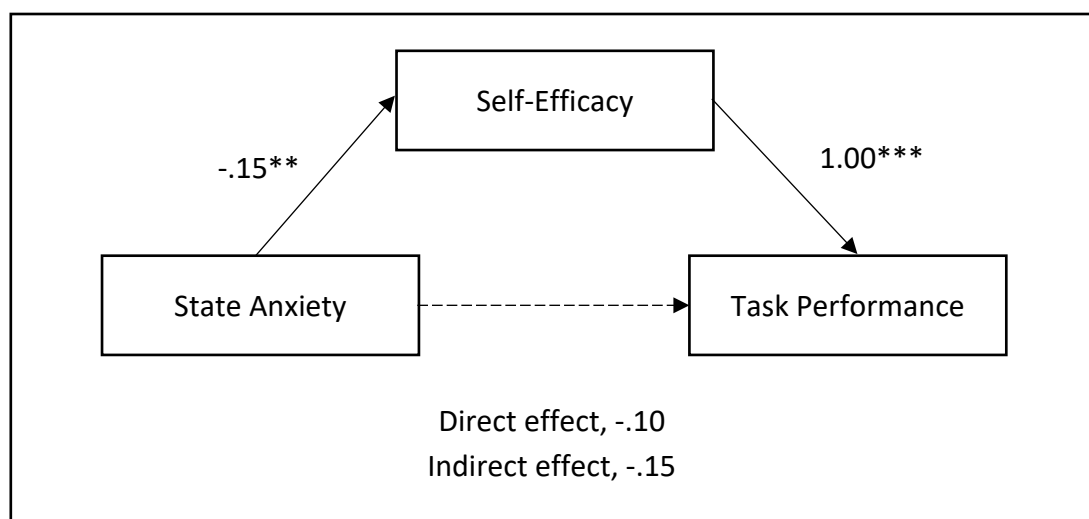 Self-Efficacy
-.15**
1.00***
State Anxiety
Task Performance
Direct effect, -.10
Indirect effect, -.15